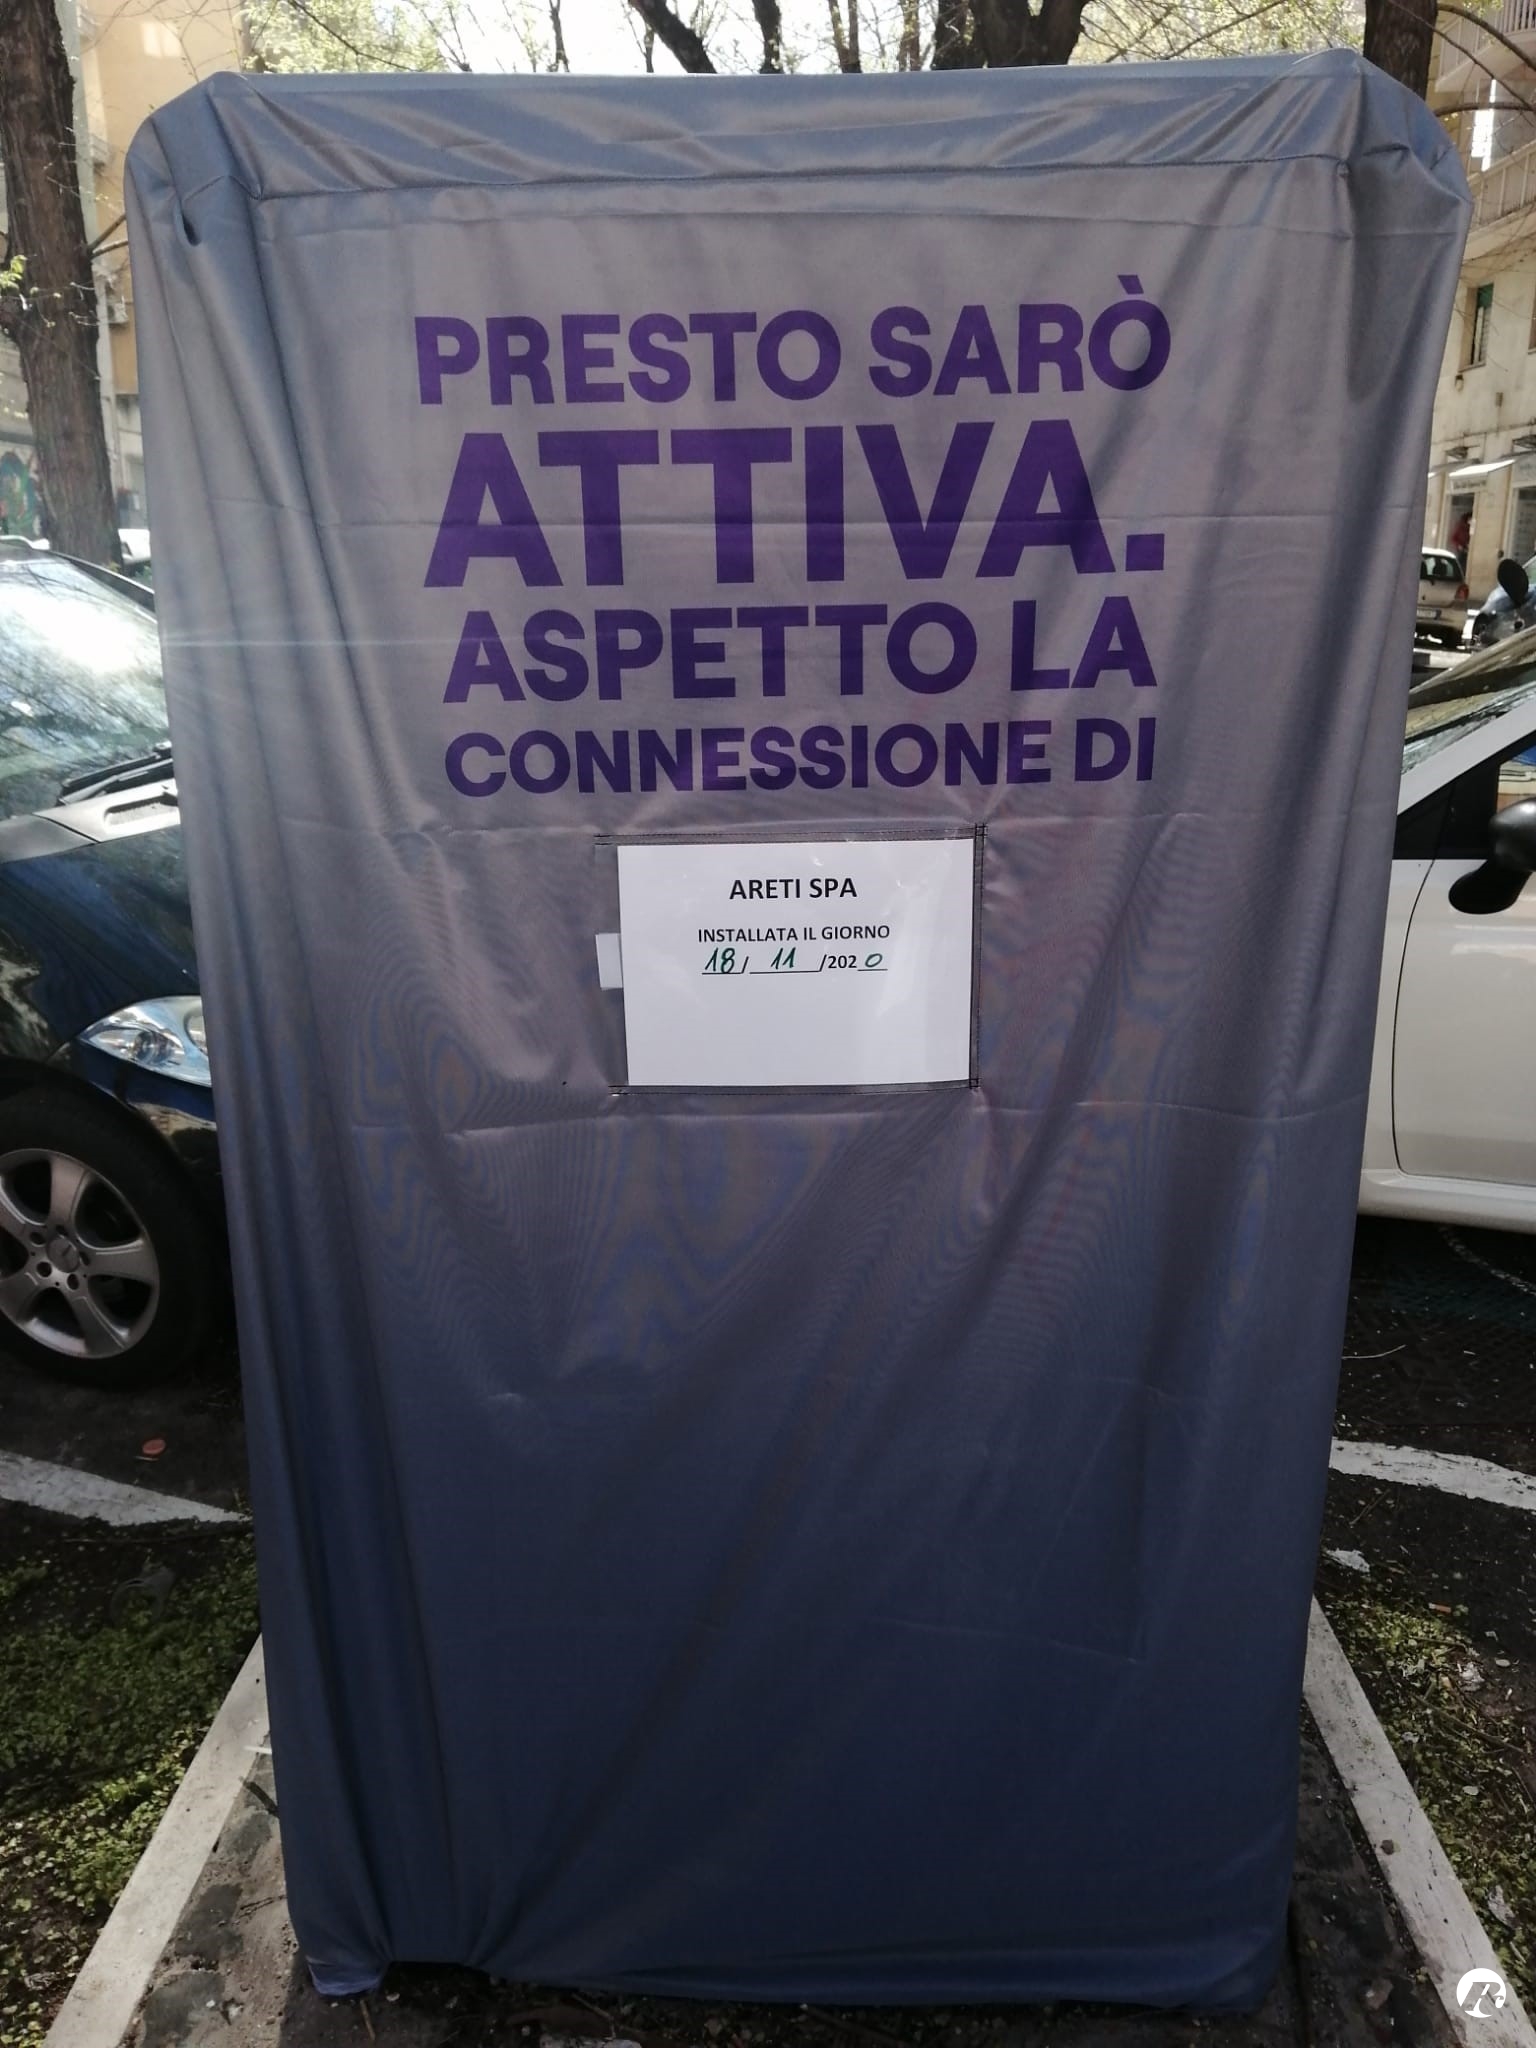 PRESTO SARÒ
ATTIVA.
ASPETTO LA
CONNESSIONE DI
ARETI SPA
INSTALLATA IL GIORNO
18/ 11 /2020